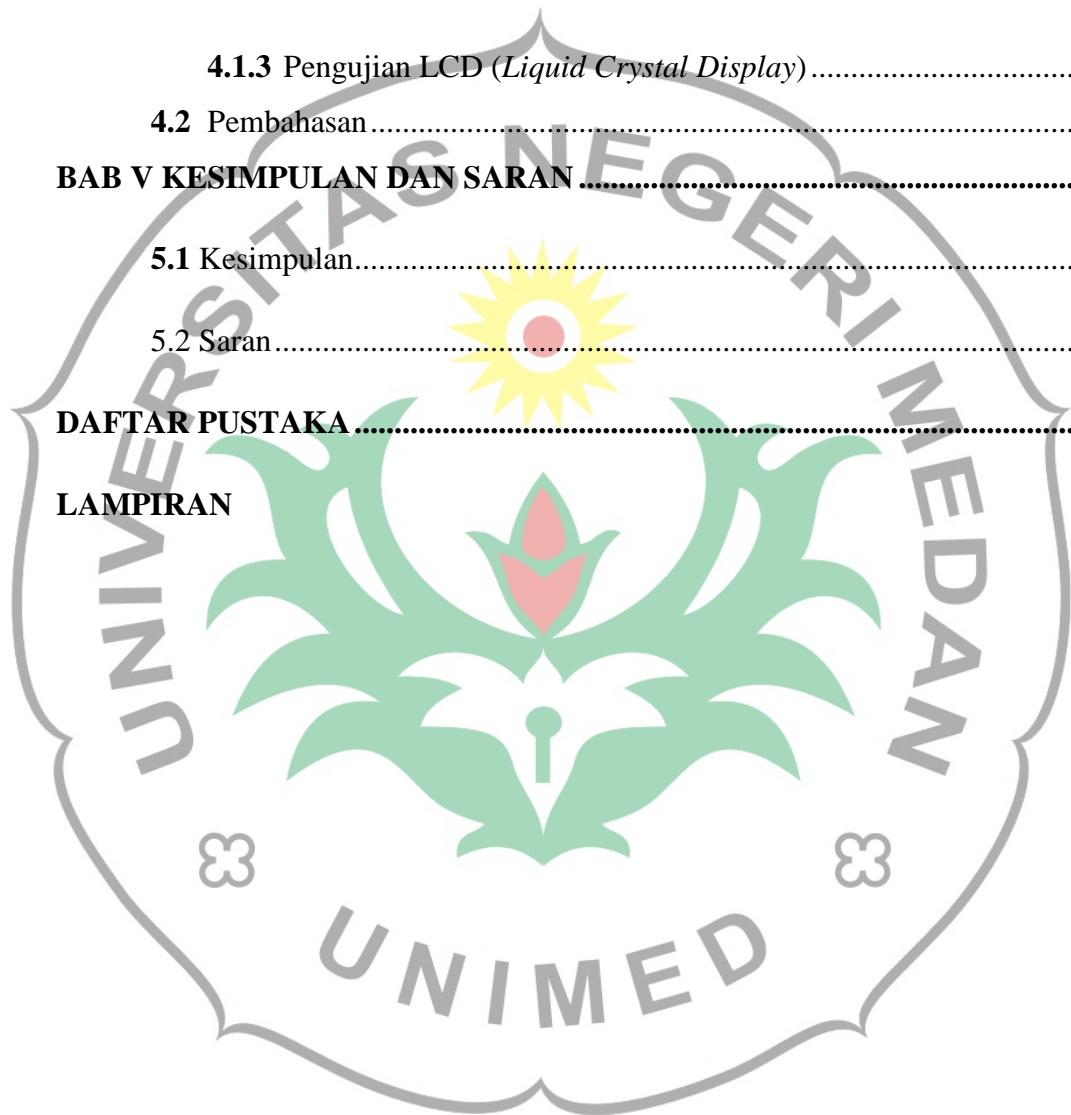 4.1.3 Pengujian LCD (Liquid Crystal Display)................................
4.2 Pembahasan................................................................................
BAB V KESIMPULAN DAN SARAN.........................................................
5.1 Kesimpulan..................................................................................
5.2 Saran............................................................................................
DAFTAR PUSTAKA..................................................................................
LAMPIRAN
UNIVERSITAS NEGERI MEDAN
UNIMED